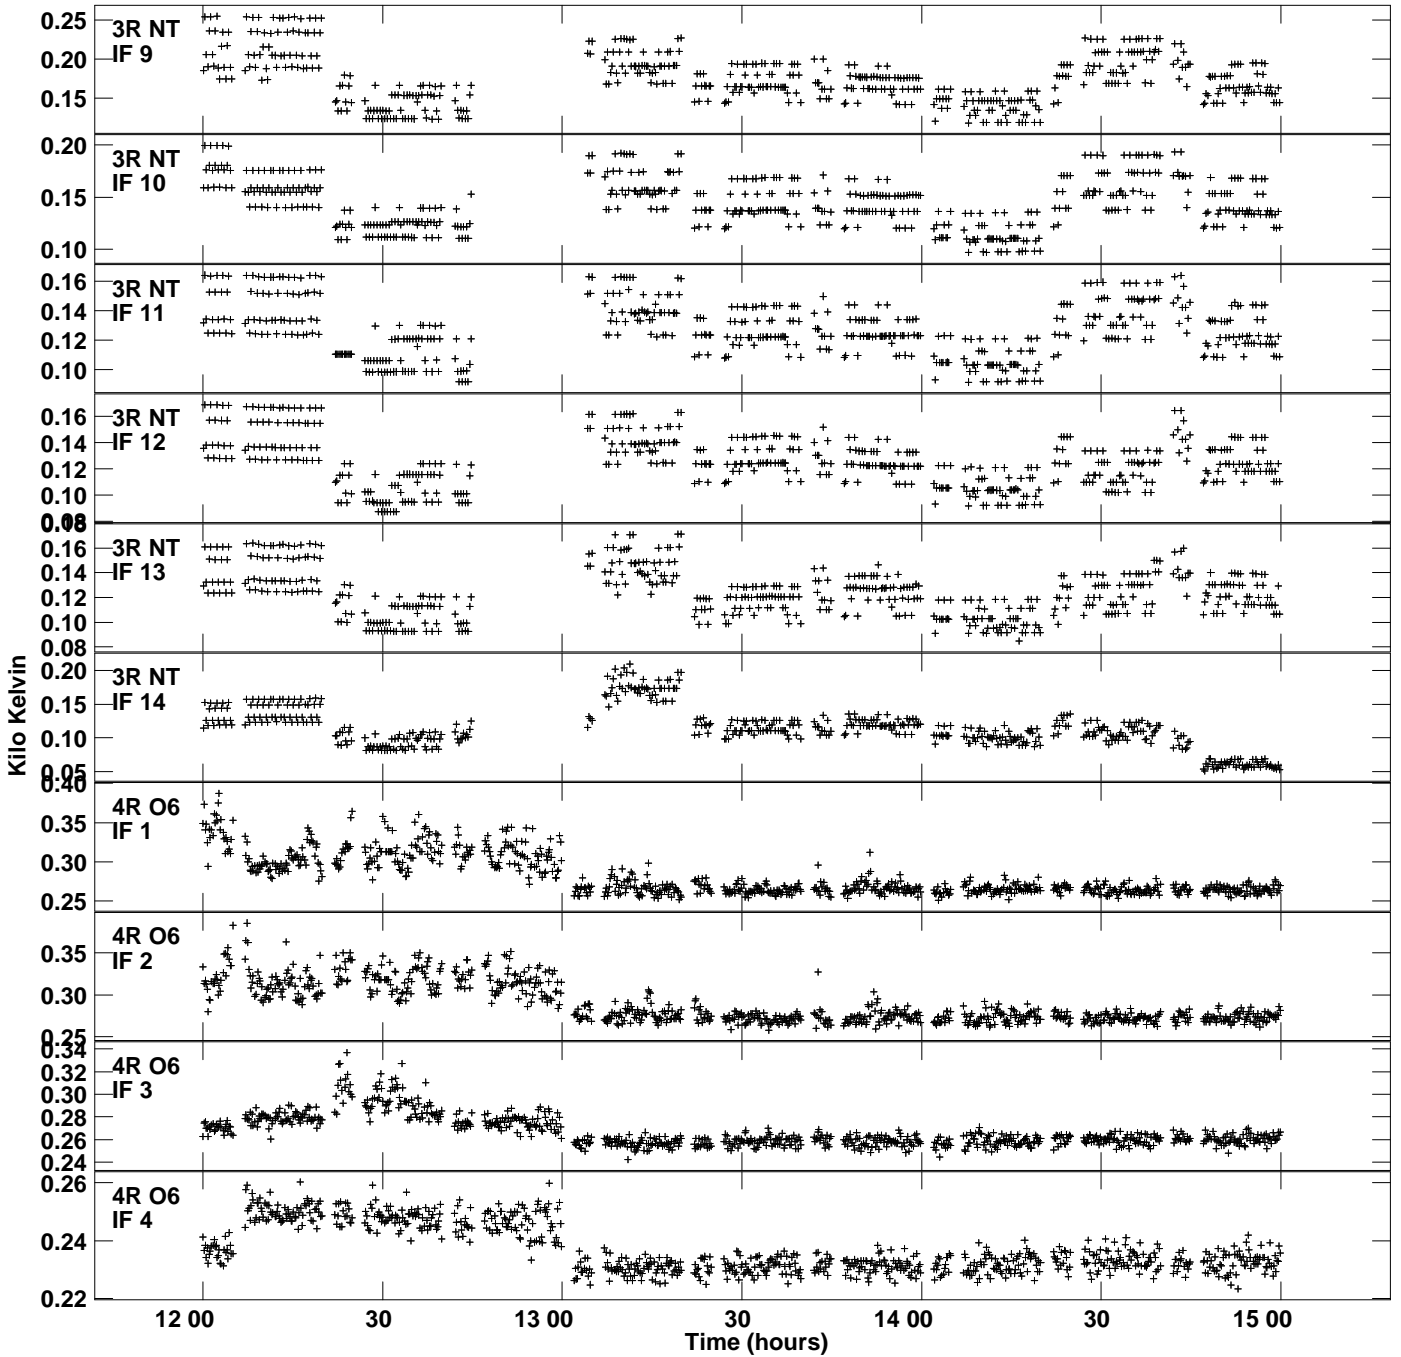 0.25
0.20
0.15
3R NT
IF 9
0.20
0.15
0.10
3R NT
IF 10
0.16
0.14
0.12
0.10
3R NT
IF 11
0.16
0.14
0.12
0.10
0.08
3R NT
IF 12
0.18
0.16
0.14
0.12
0.10
0.08
3R NT
IF 13
0.20
0.15
0.10
0.05
3R NT
IF 14
0.40
0.35
0.30
0.25
4R O6
IF 1
0.35
0.30
0.25
4R O6
IF 2
0.34
0.32
0.30
0.28
0.26
0.24
4R O6
IF 3
0.26
0.24
0.22
4R O6
IF 4
Kilo Kelvin
12 00 30 13 00 30 14 00 30 15 00
Time (hours)